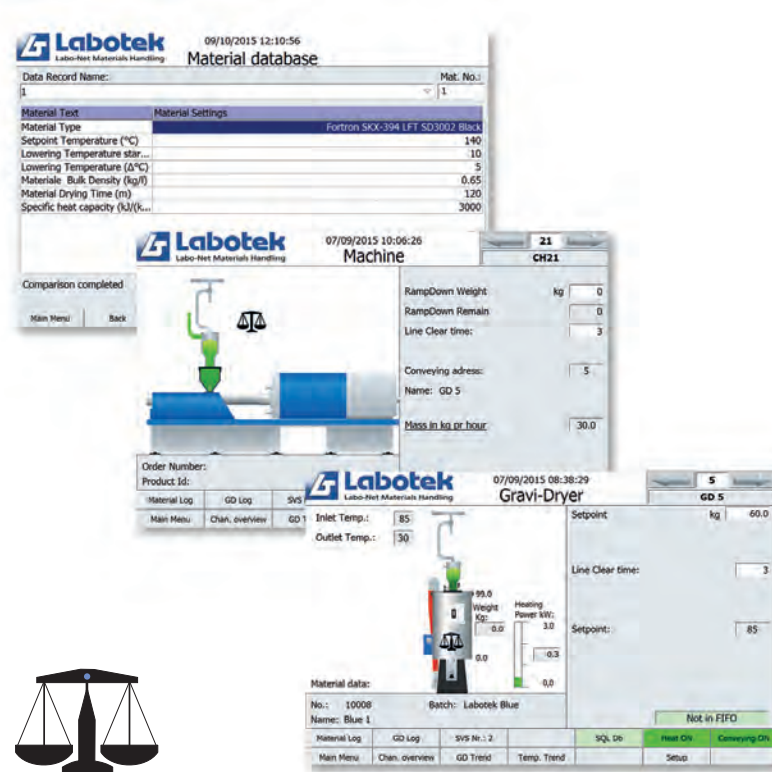 Labotek
Labo-Net Materials Handling
09/10/2015 12:10:56
Material database
Data Record Name:
Mat. No.:
1
1
Material Text
Material Settings
Material Type
Fortron SKX-394 LFT SD3002 Black
Setpoint Temperature (°C)
140
Lowering Temperature star...
10
Lowering Temperature (Δ°C)
5
Materiale Bulk Density (kg/l)
0.65
Material Drying Time (m)
120
Specific heat capacity (kJ/(k...
3000
Comparison completed
Main Menu
Back
Labotek
Labo-Net Materials Handling
07/09/2015 10:06:26
Machine
21
CH21
RampDown Weight
kg
0
RampDown Remain
0
Line Clear time:
3
Conveying adress:
5
Name: GD 5
Mass in kg pr hour
30.0
Order Number:
Product Id:
Material Log
GD Log
SVS
Main Menu
Chan. overview
GD T
Labotek
Labo-Net Materials Handling
07/09/2015 08:38:29
Gravi-Dryer
5
GD 5
Inlet Temp.:
85
Outlet Temp.:
30
Setpoint
kg
60.0
Line Clear time:
3
Setpoint:
85
99.0
Weight
Kg:
0.0
0.0
Heating
Power kW:
3.0
0.3
0,0
Material data:
No.: 10008
Batch: Labotek Blue
Name: Blue 1
Not in FIFO
Material Log
GD Log
SVS Nr.: 2
SQL Db
Heat ON
Conveying ON
Main Menu
Chan. overview
GD Trend
Temp. Trend
Setup